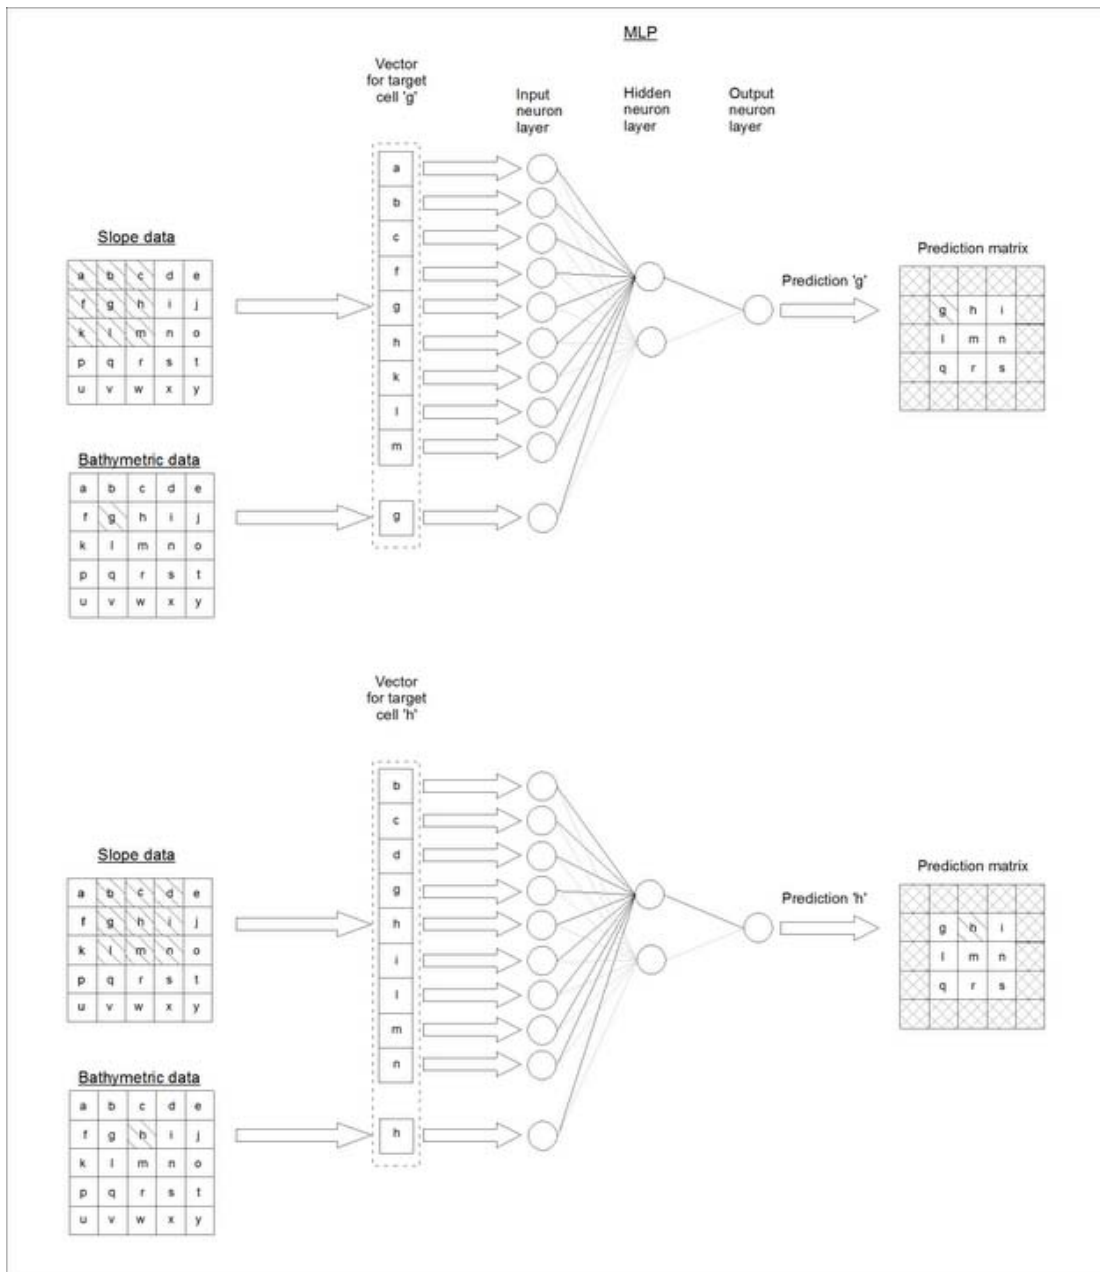 MLP
Vector
for target
cell 'g'
Input
neuron
layer
Hidden
neuron
layer
Output
neuron
layer
Slope data
a b c d e
f g h i j
k l m n o
p q r s t
u v w x y
Bathymetric data
a b c d e
f g h i j
k l m n o
p q r s t
u v w x y
a
b
c
f
g
h
k
l
m
g
Prediction 'g'
Prediction matrix
g h i
l m n
q r s
Vector
for target
cell 'h'
Slope data
a b c d e
f g h i j
k l m n o
p q r s t
u v w x y
Bathymetric data
a b c d e
f g h i j
k l m n o
p q r s t
u v w x y
b
c
d
g
h
i
l
m
n
h
Prediction 'h'
Prediction matrix
g h i
l m n
q r s